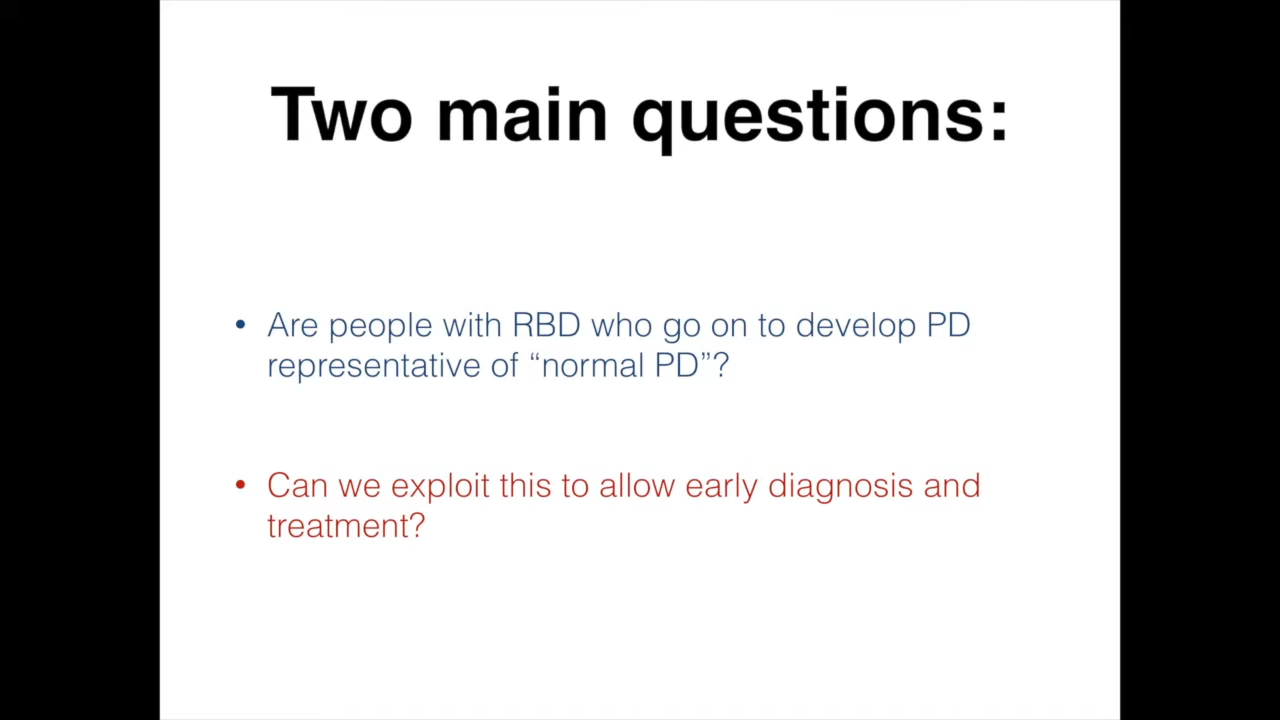 Two main questions:
• Are people with RBD who go on to develop PD
representative of “normal PD”?
• Can we exploit this to allow early diagnosis and
treatment?